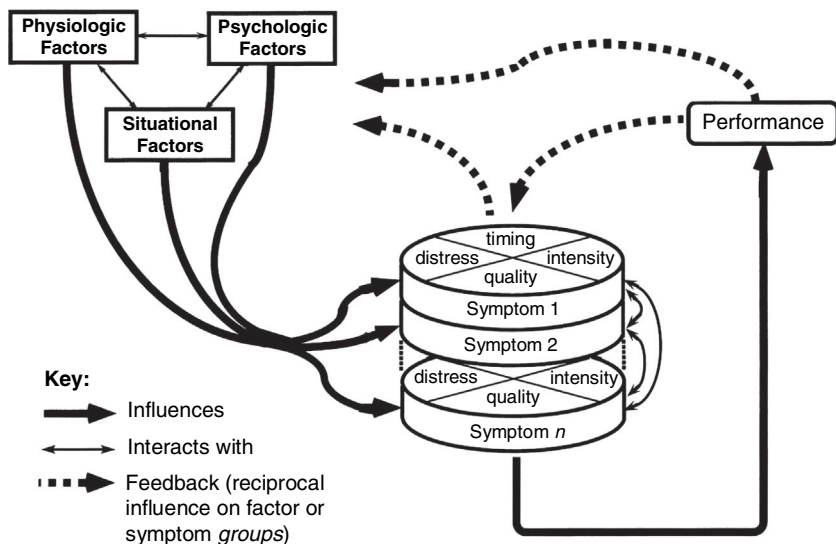 Physiologic
Factors
Psychologic
Factors
Situational
Factors
Performance
timing
distress
intensity
quality
Symptom 1
Symptom 2
distress
intensity
quality
Symptom n
Key:
Influences
Interacts with
Feedback (reciprocal
influence on factor or
symptom groups)